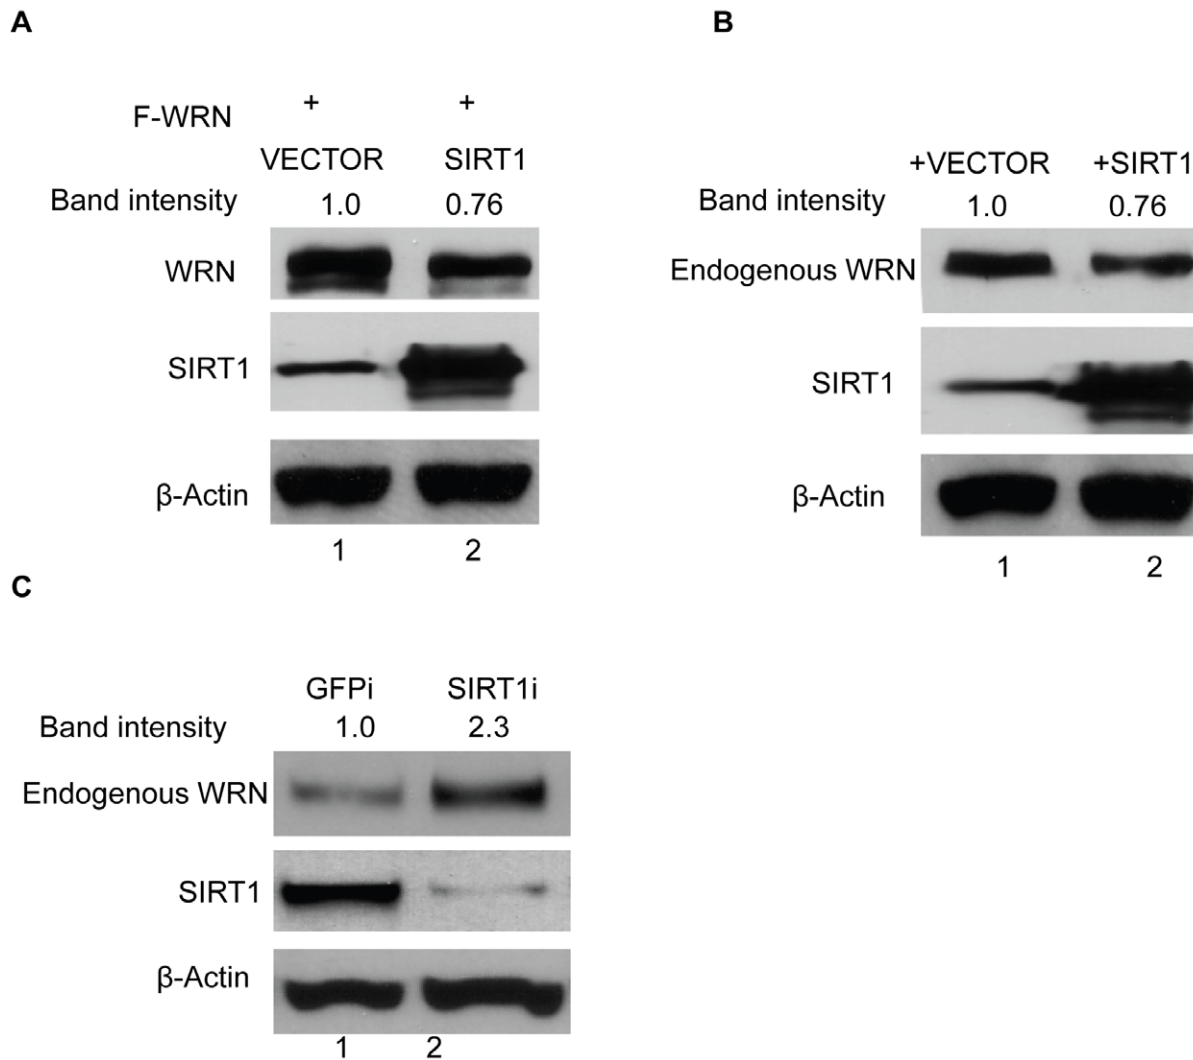 A
F-WRN + +
VECTOR SIRT1
Band intensity 1.0 0.76
WRN
SIRT1
β-Actin
1 2
B
+VECTOR +SIRT1
Band intensity 1.0 0.76
Endogenous WRN
SIRT1
β-Actin
1 2
C
GFPi SIRT1i
Band intensity 1.0 2.3
Endogenous WRN
SIRT1
β-Actin
1 2